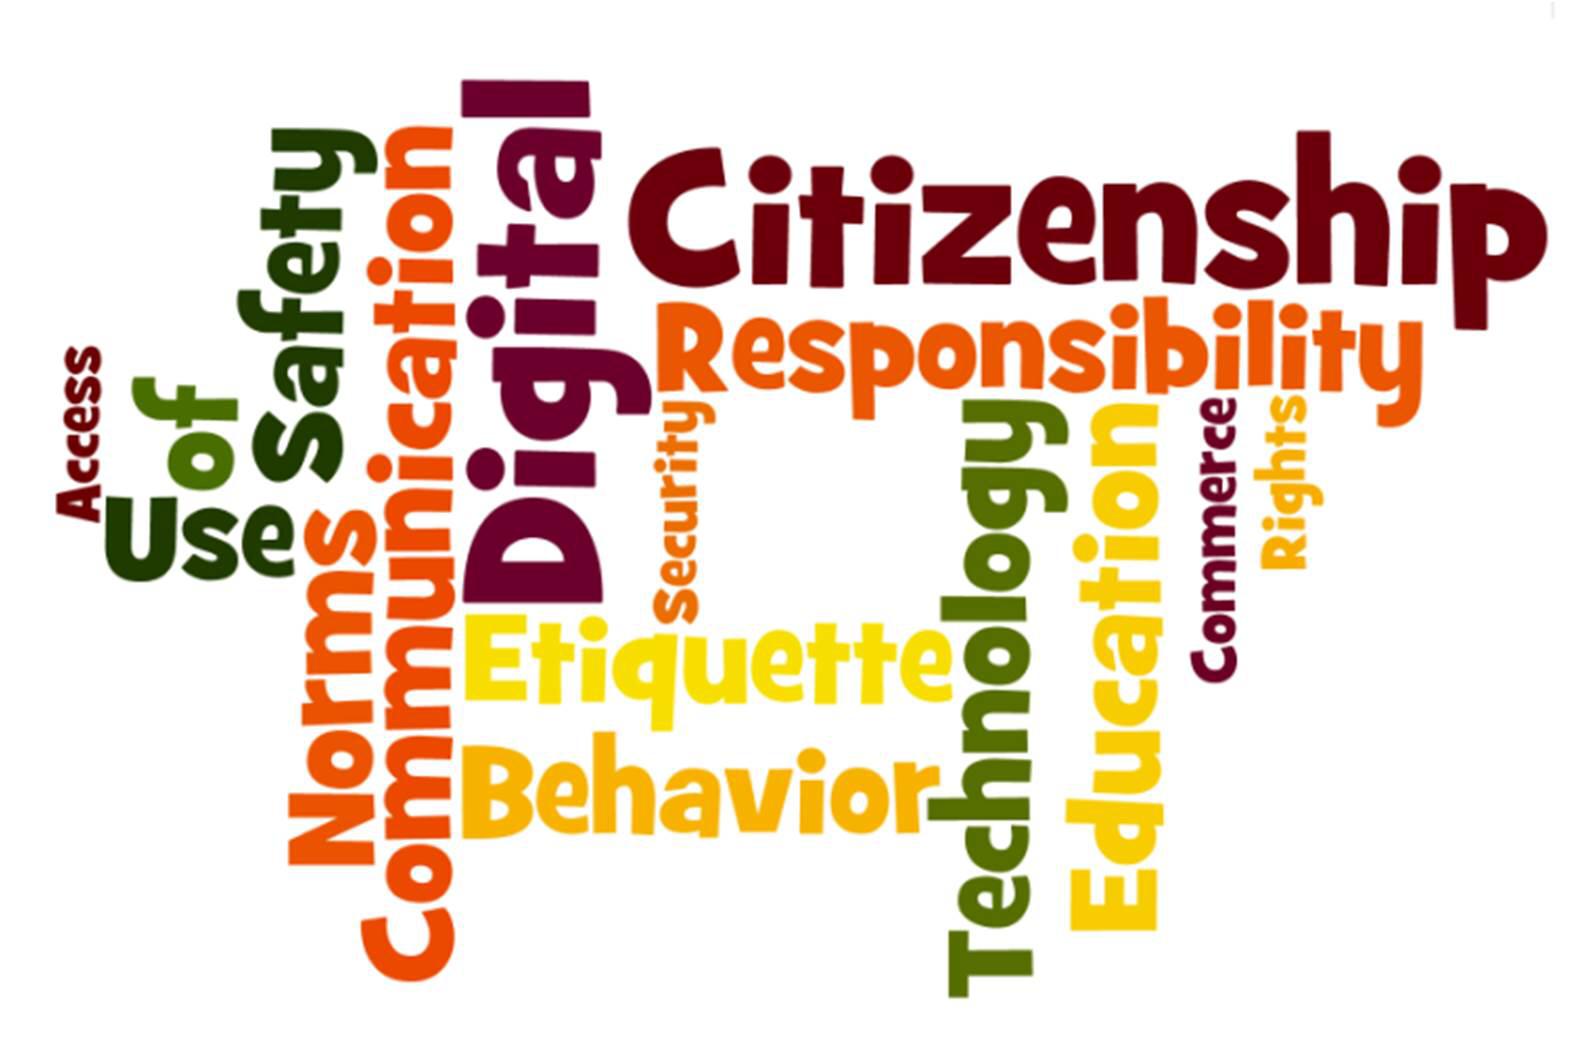 Digital
Citizenship
Responsibility
Safety
Communication
Access
of
Use
Norms
Security
Etiquette
Behavior
Technology
Education
Commerce
Rights